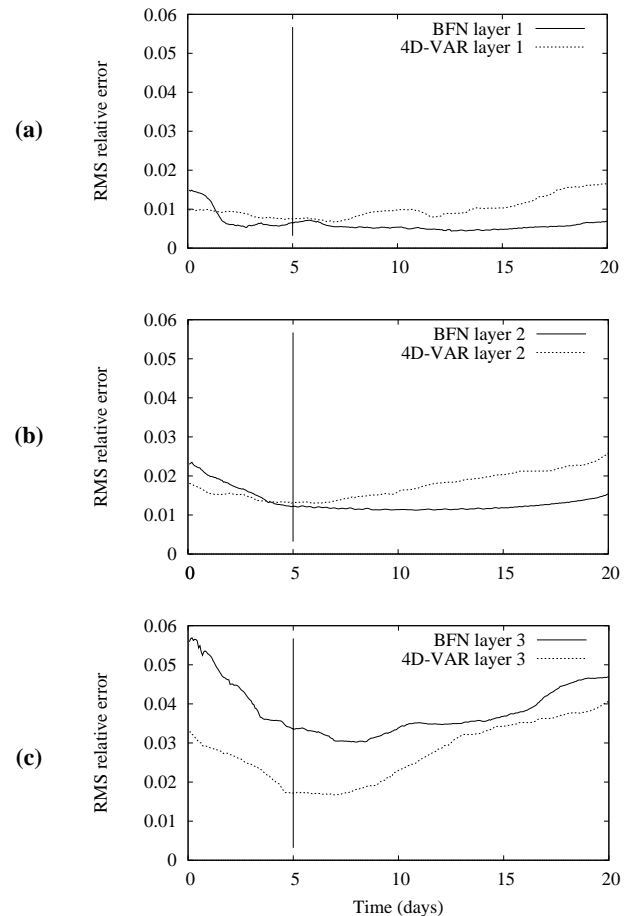 (a)
RMS relative error
0.06
0.05
0.04
0.03
0.02
0.01
0
BFN layer 1
4D-VAR layer 1
0 5 10 15 20
(b)
RMS relative error
0.06
0.05
0.04
0.03
0.02
0.01
0
BFN layer 2
4D-VAR layer 2
0 5 10 15 20
(c)
RMS relative error
0.06
0.05
0.04
0.03
0.02
0.01
0
BFN layer 3
4D-VAR layer 3
0 5 10 15 20
Time (days)